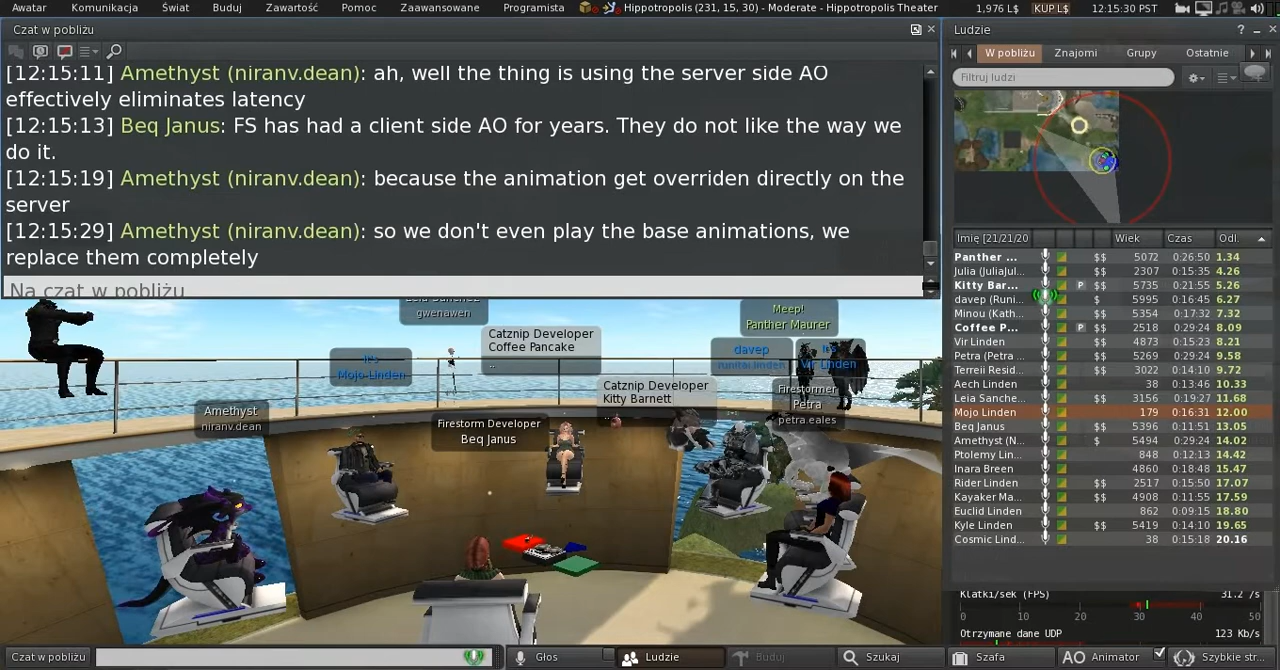 Awatar Komunikacja Świat Buduj Zawartość Pomoc Zaawansowane Programista Hippotropolis (231, 15, 30) - Moderate - Hippotropolis Theater 1,976 L$ KUP L$ 12:15:30 PST
Czat w pobliżu
[12:15:11] Amethyst (niranv.dean): ah, well the thing is using the server side AO
effectively eliminates latency
[12:15:13] Beq Janus: FS has had a client side AO for years. They do not like the way we
do it.
[12:15:19] Amethyst (niranv.dean): because the animation get overriden directly on the
server
[12:15:29] Amethyst (niranv.dean): so we don't even play the base animations, we
replace them completely
Na czat w pobliżu
Leia Sanchez
gwenawen
Catznip Developer
Coffee Pancake
..
Meep!
Panther Maurer
It's
Mojo Linden
davep
runitai.linden
It's
Vir Linden
Catznip Developer
Kitty Barnett
Firestormer
Petra
petra.eales
Amethyst
niranv.dean
Firestorm Developer
Beq Janus
Ludzie
W pobliżu Znajomi Grupy Ostatnie
Filtruj ludzi
Imię [21/21/20 Wiek Czas Odl.
Panther ... $$ 5072 0:26:50 1.34
Julia (JuliaJul... $$ 2307 0:15:35 4.26
Kitty Bar... P $$ 5735 0:21:55 5.26
davep (Runi... $ 5995 0:16:45 6.27
Minou (Kath... $$ 5354 0:17:32 7.32
Coffee P... P $$ 2518 0:29:24 8.09
Vir Linden $$ 4873 0:15:23 8.21
Petra (Petra ... $$ 5269 0:29:24 9.58
Terreii Resid... $$ 3022 0:14:10 9.72
Aech Linden 38 0:13:46 10.33
Leia Sanche... $$ 3156 0:19:27 11.68
Mojo Linden 179 0:16:31 12.00
Beq Janus $$ 5396 0:11:51 13.05
Amethyst (N... $ 5494 0:29:24 14.02
Ptolemy Lin... 848 0:12:13 14.42
Inara Breen 4860 0:18:48 15.47
Rider Linden $$ 2517 0:15:50 17.07
Kayaker Ma... $$ 4908 0:11:55 17.59
Euclid Linden 862 0:09:15 18.80
Kyle Linden $$ 5419 0:14:10 19.65
Cosmic Lind... 38 0:15:18 20.16
Klatki/sek (FPS) 31.2 /s
0 10 20 30 40 50
Otrzymane dane UDP 123 Kb/s
Czat w pobliżu Głos Ludzie Buduj Szukaj Szafa AO Animator Szybkie str...